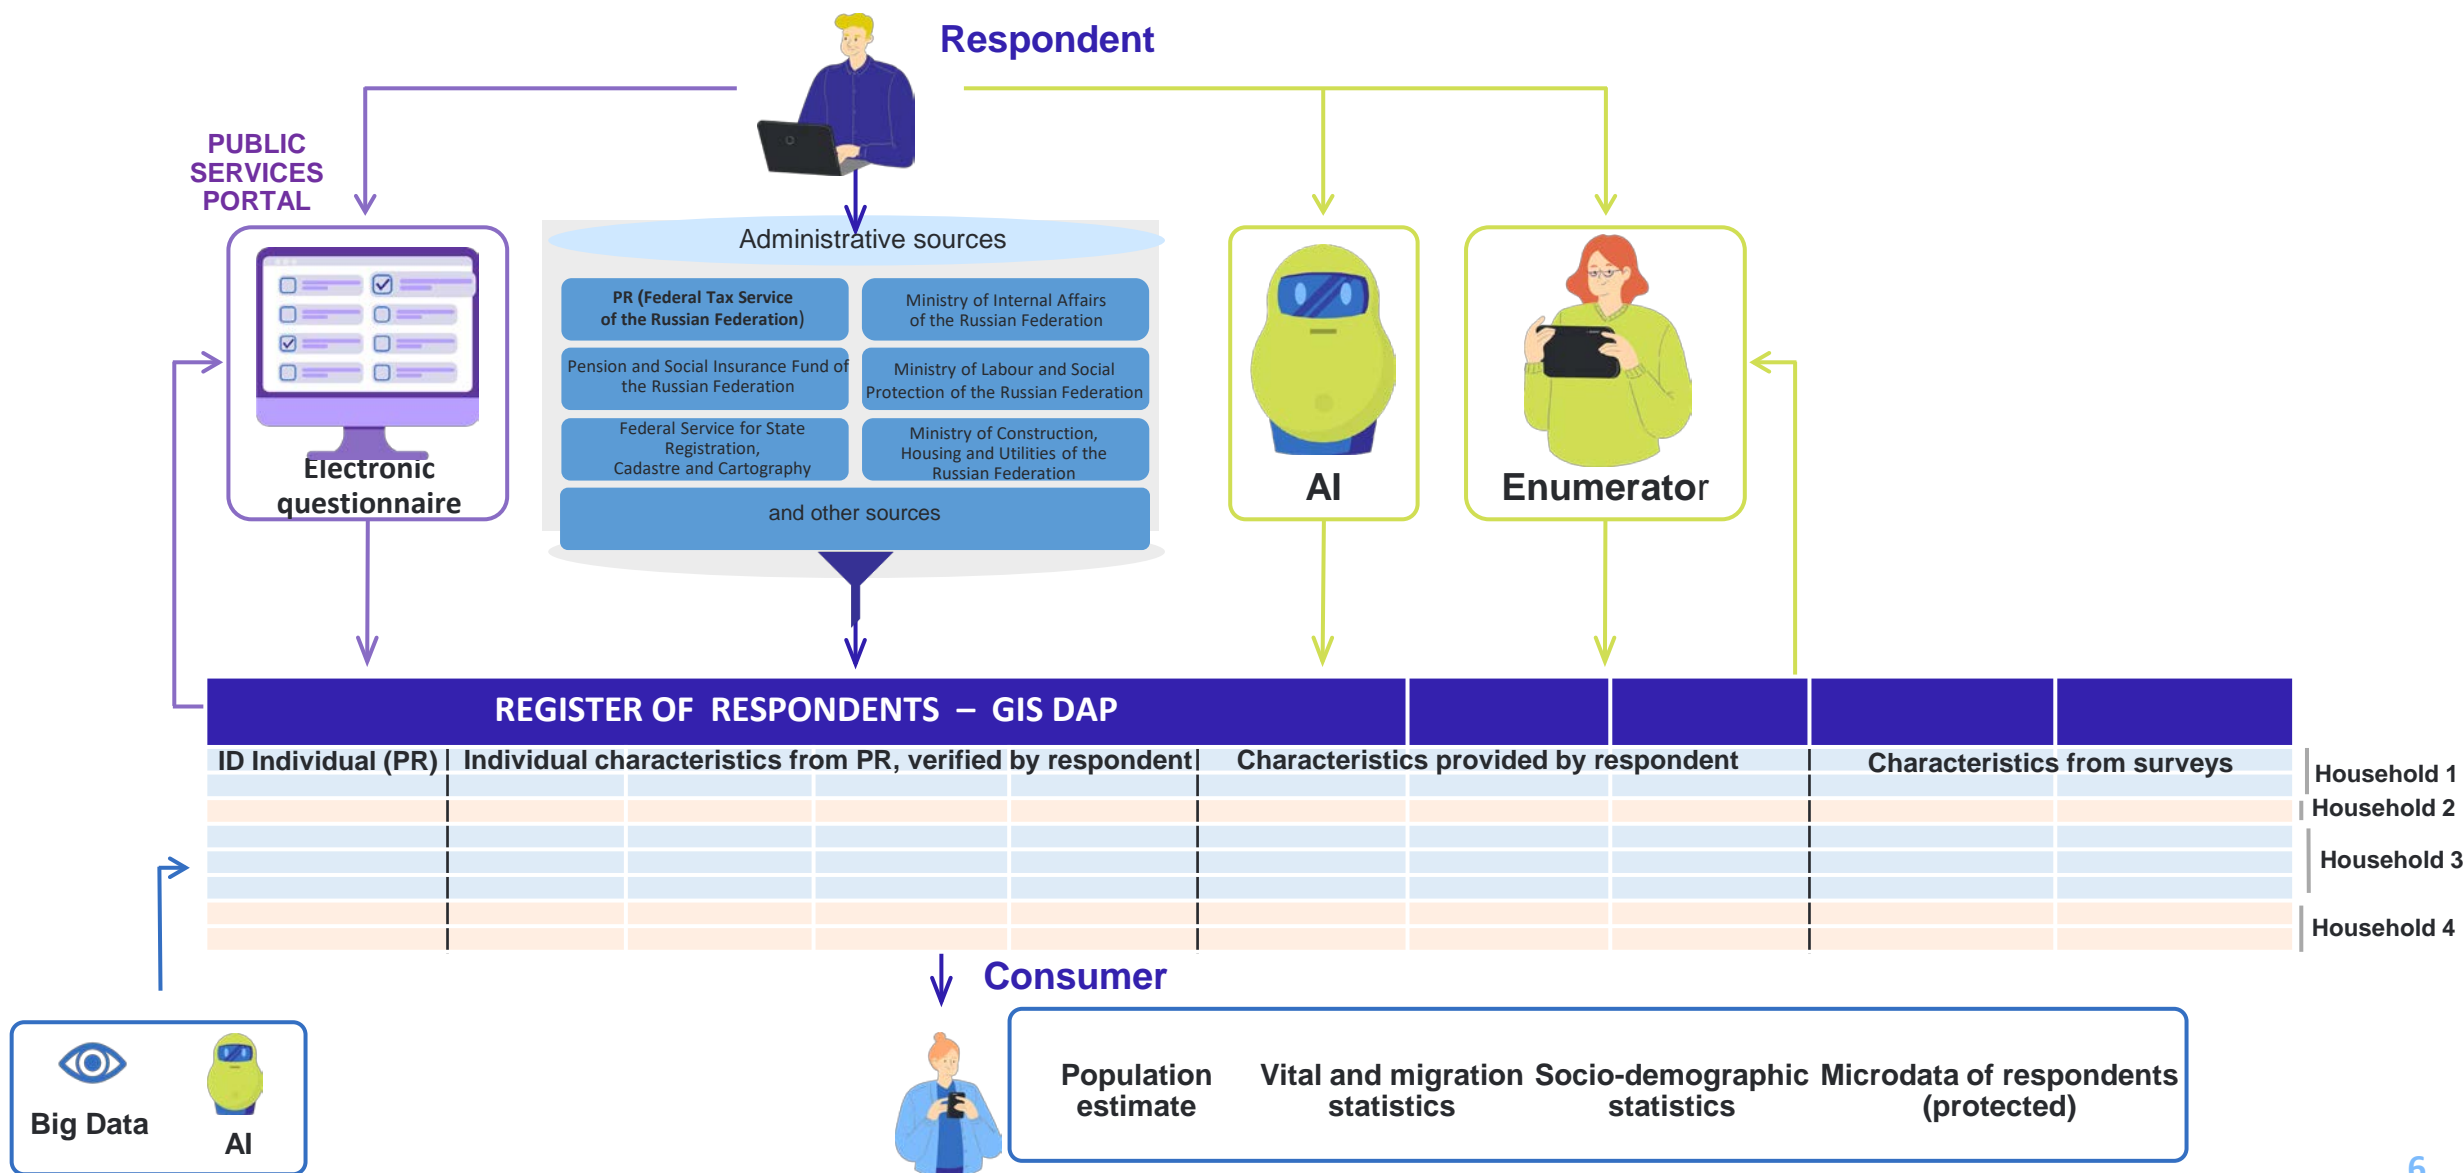 Respondent
PUBLIC
SERVICES
PORTAL
Electronic
questionnaire
Administrative sources
PR (Federal Tax Service
of the Russian Federation)
Ministry of Internal Affairs
of the Russian Federation
Pension and Social Insurance Fund of
the Russian Federation
Ministry of Labour and Social
Protection of the Russian Federation
Federal Service for State
Registration,
Cadastre and Cartography
Ministry of Construction,
Housing and Utilities of the
Russian Federation
and other sources
AI
Enumerator
REGISTER OF RESPONDENTS – GIS DAP
ID Individual (PR)
Individual characteristics from PR, verified by respondent
Characteristics provided by respondent
Characteristics from surveys
Household 1
Household 2
Household 3
Household 4
Consumer
Big Data
AI
Population
estimate
Vital and migration
statistics
Socio-demographic
statistics
Microdata of respondents
(protected)
6